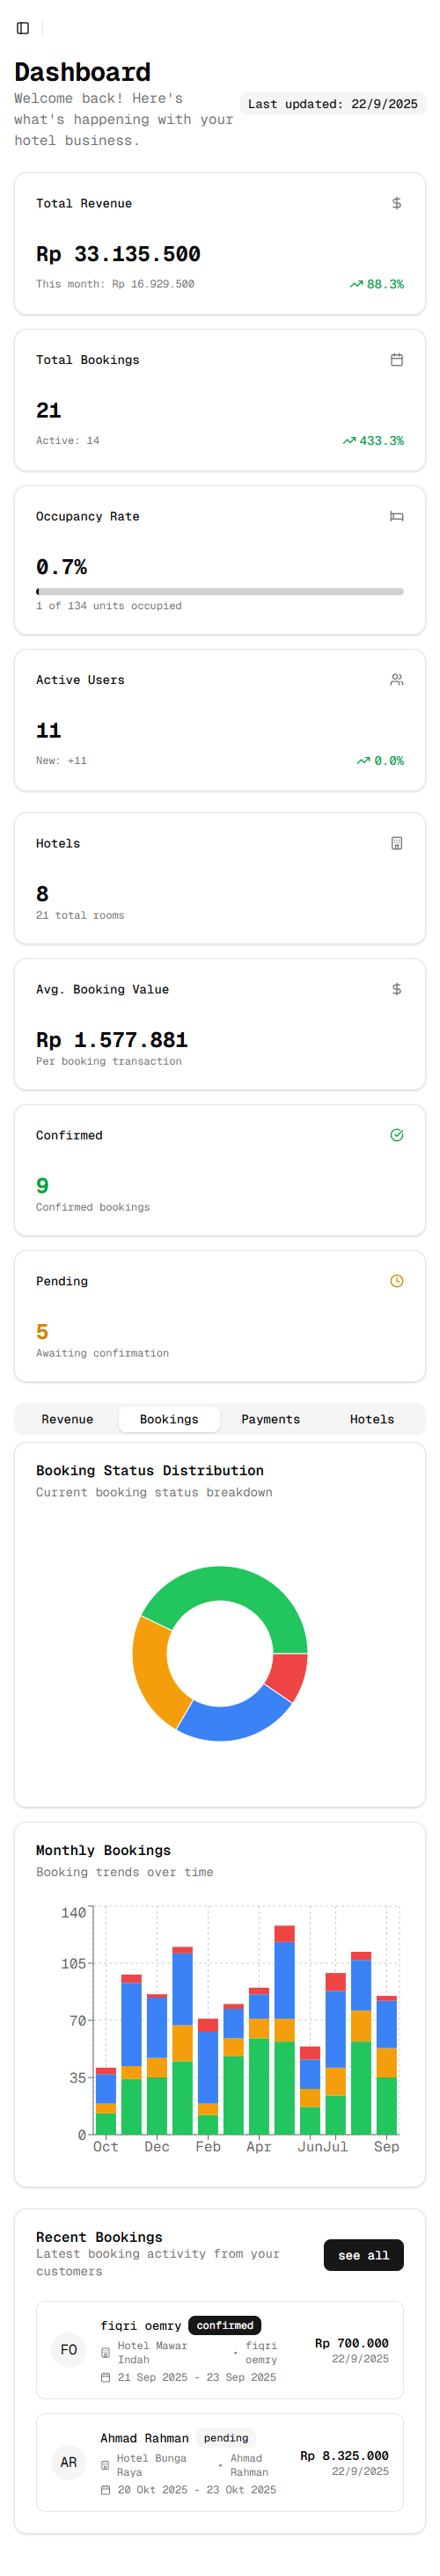 Dashboard
Welcome back! Here's
what's happening with your
hotel business.
Last updated: 22/9/2025
Total Revenue
Rp 33.135.500
This month: Rp 16.929.500
88.3%
Total Bookings
21
Active: 14
433.3%
Occupancy Rate
0.7%
1 of 134 units occupied
Active Users
11
New: +11
0.0%
Hotels
8
21 total rooms
Avg. Booking Value
Rp 1.577.881
Per booking transaction
Confirmed
9
Confirmed bookings
Pending
5
Awaiting confirmation
Revenue Bookings Payments Hotels
Booking Status Distribution
Current booking status breakdown
Monthly Bookings
Booking trends over time
140
105
70
35
0
Oct Dec Feb Apr Jun Jul Sep
Recent Bookings
Latest booking activity from your
customers
see all
FO
fiqri oemry confirmed
Hotel Mawar
Indah
• fiqri
oemry
21 Sep 2025 - 23 Sep 2025
Rp 700.000
22/9/2025
AR
Ahmad Rahman pending
Hotel Bunga
Raya
• Ahmad
Rahman
20 Okt 2025 - 23 Okt 2025
Rp 8.325.000
22/9/2025